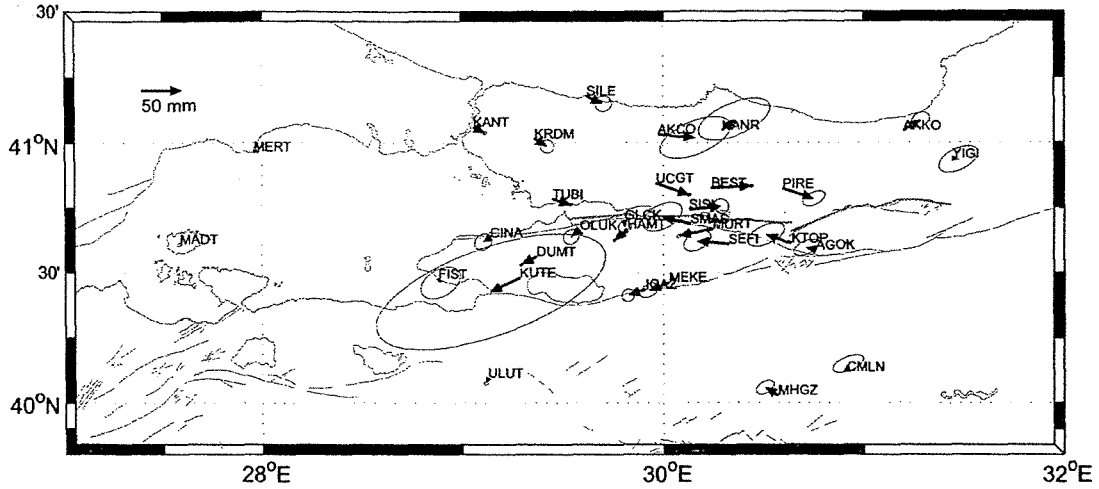 30'
SILE
50 mm
KANT
AKCO
KANR
AKKO
KRDM
41°N
MERT
YIGI
UCGT
BEST
PIRE
TUBI
SISL
GLCK
SMAS
OLUK
HAMT
MURT
CINA
SEFI
KTOP
MADT
AGOK
DUMT
30'
FIST
KUTE
MEKE
IGAZ
ULUT
CMLN
MHGZ
40°N
28°E
30°E
32°E